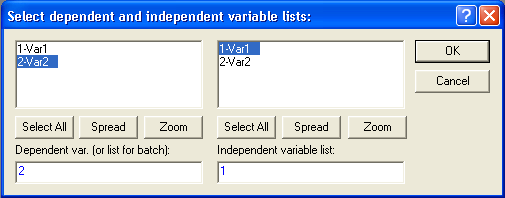 Select dependent and independent variable lists:
?
1-Var1
2-Var2
1-Var1
2-Var2
OK
Cancel
Select All
Spread
Zoom
Select All
Spread
Zoom
Dependent var. (or list for batch):
Independent variable list:
2
1